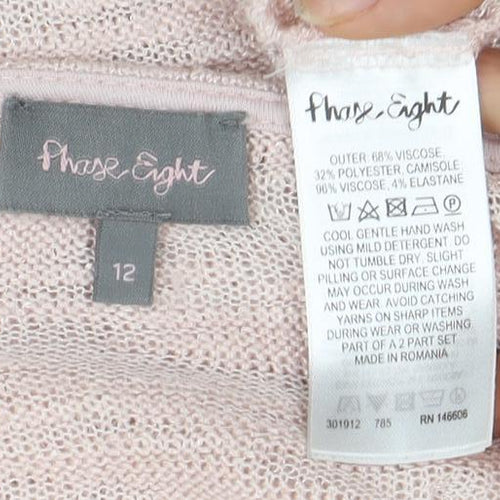 Phase Eight
12
Phase Eight
OUTER: 68% VISCOSE,
32% POLYESTER, CAMISOLE:
96% VISCOSE, 4% ELASTANE
COOL GENTLE HAND WASH
USING MILD DETERGENT. DO
NOT TUMBLE DRY. SLIGHT
PILLING OR SURFACE CHANGE
MAY OCCUR DURING WASH
AND WEAR. AVOID CATCHING
YARNS ON SHARP ITEMS
DURING WEAR OR WASHING.
PART OF A 2 PART SET
MADE IN ROMANIA
301012 785 RN 146606